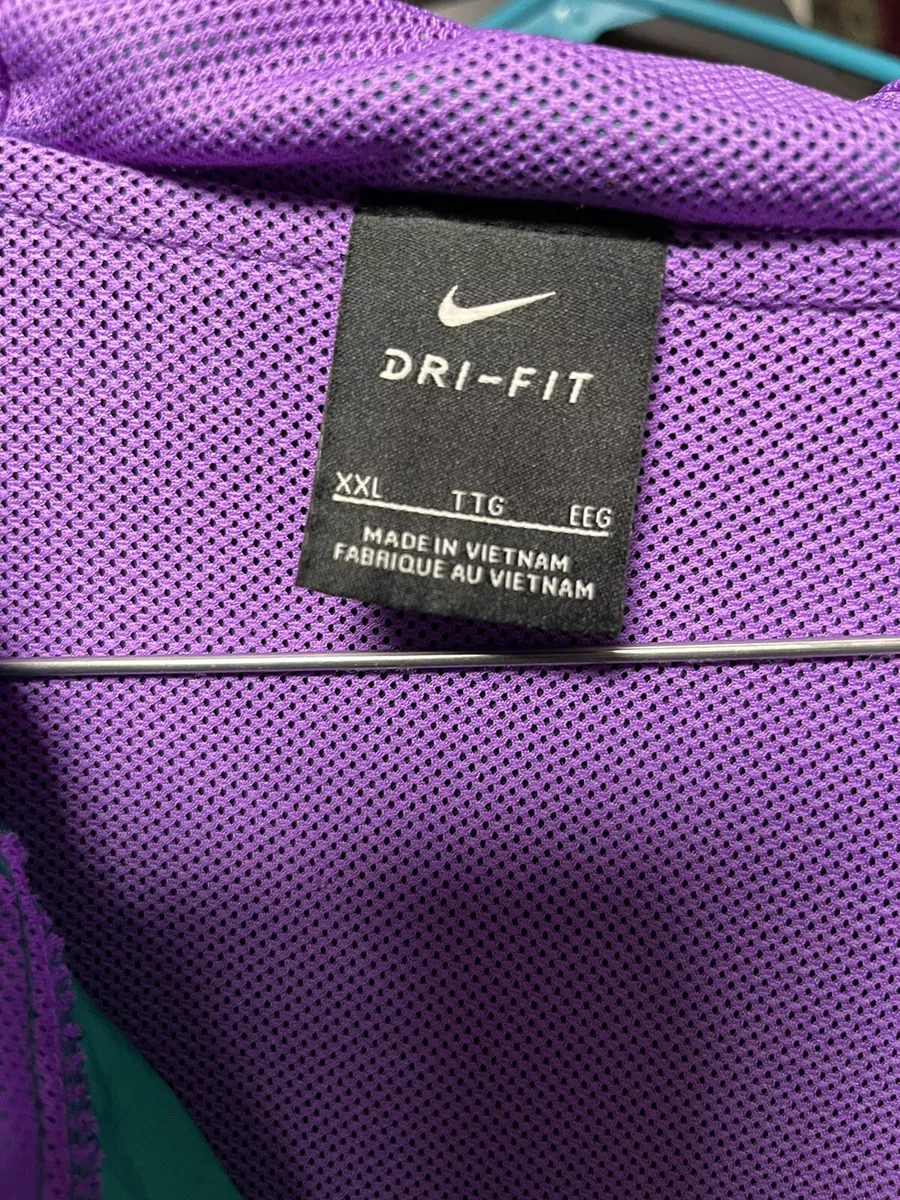 DRI-FIT
XXL TTG EEG
MADE IN VIETNAM
FABRIQUE AU VIETNAM